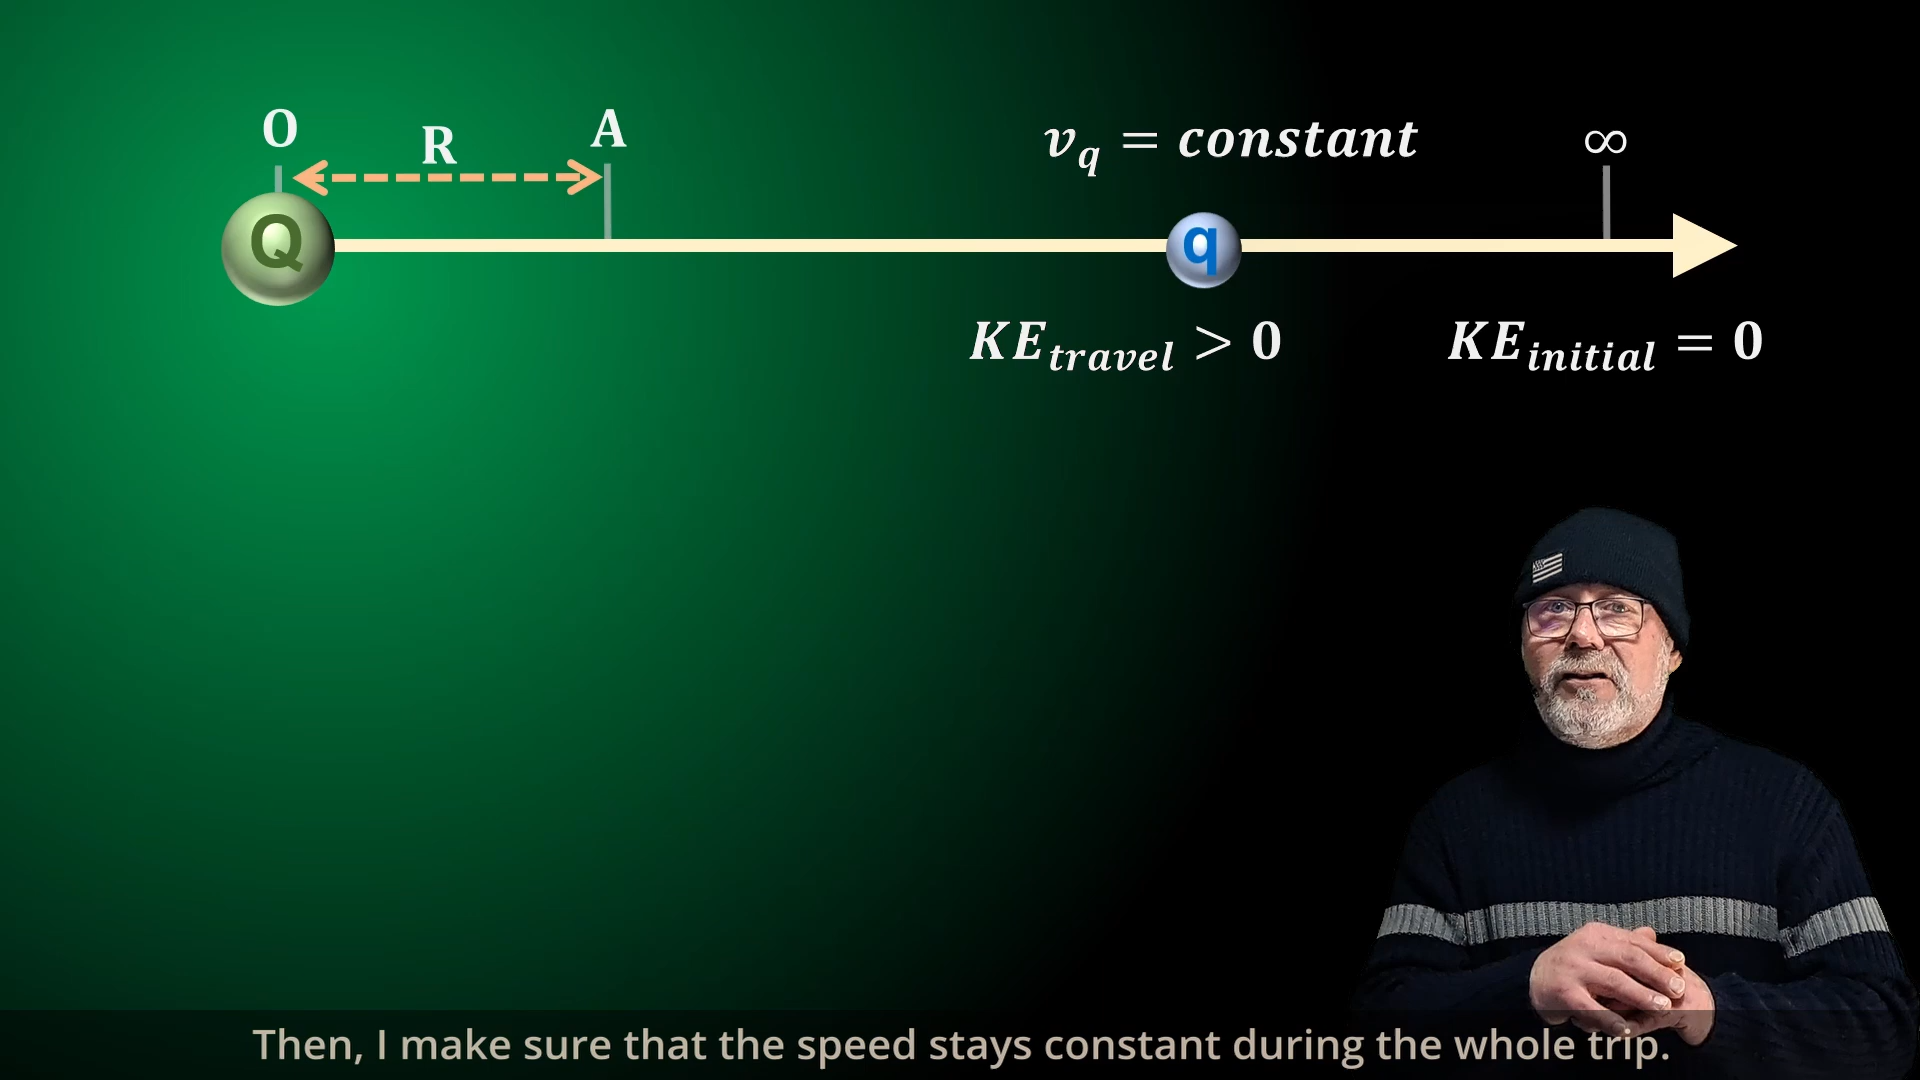 O
R
A
v_q = constant
∞
Q
q
KE_travel > 0
KE_initial = 0
Then, I make sure that the speed stays constant during the whole trip.